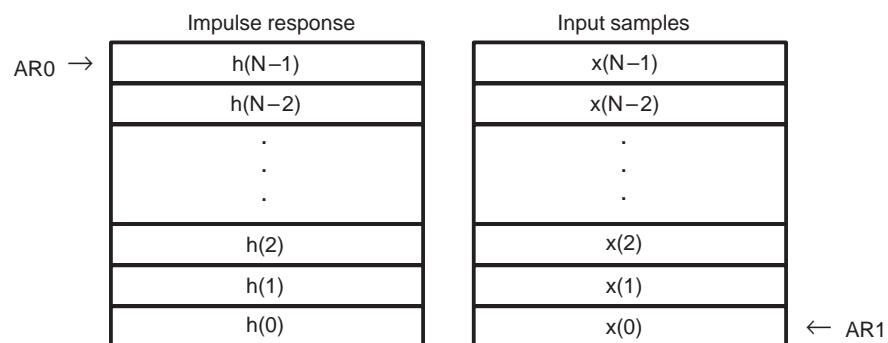 Impulse response Input samples
AR0 → h(N–1) x(N–1)
h(N–2) x(N–2)
. .
. .
. .
h(2) x(2)
h(1) x(1)
h(0) x(0) ← AR1